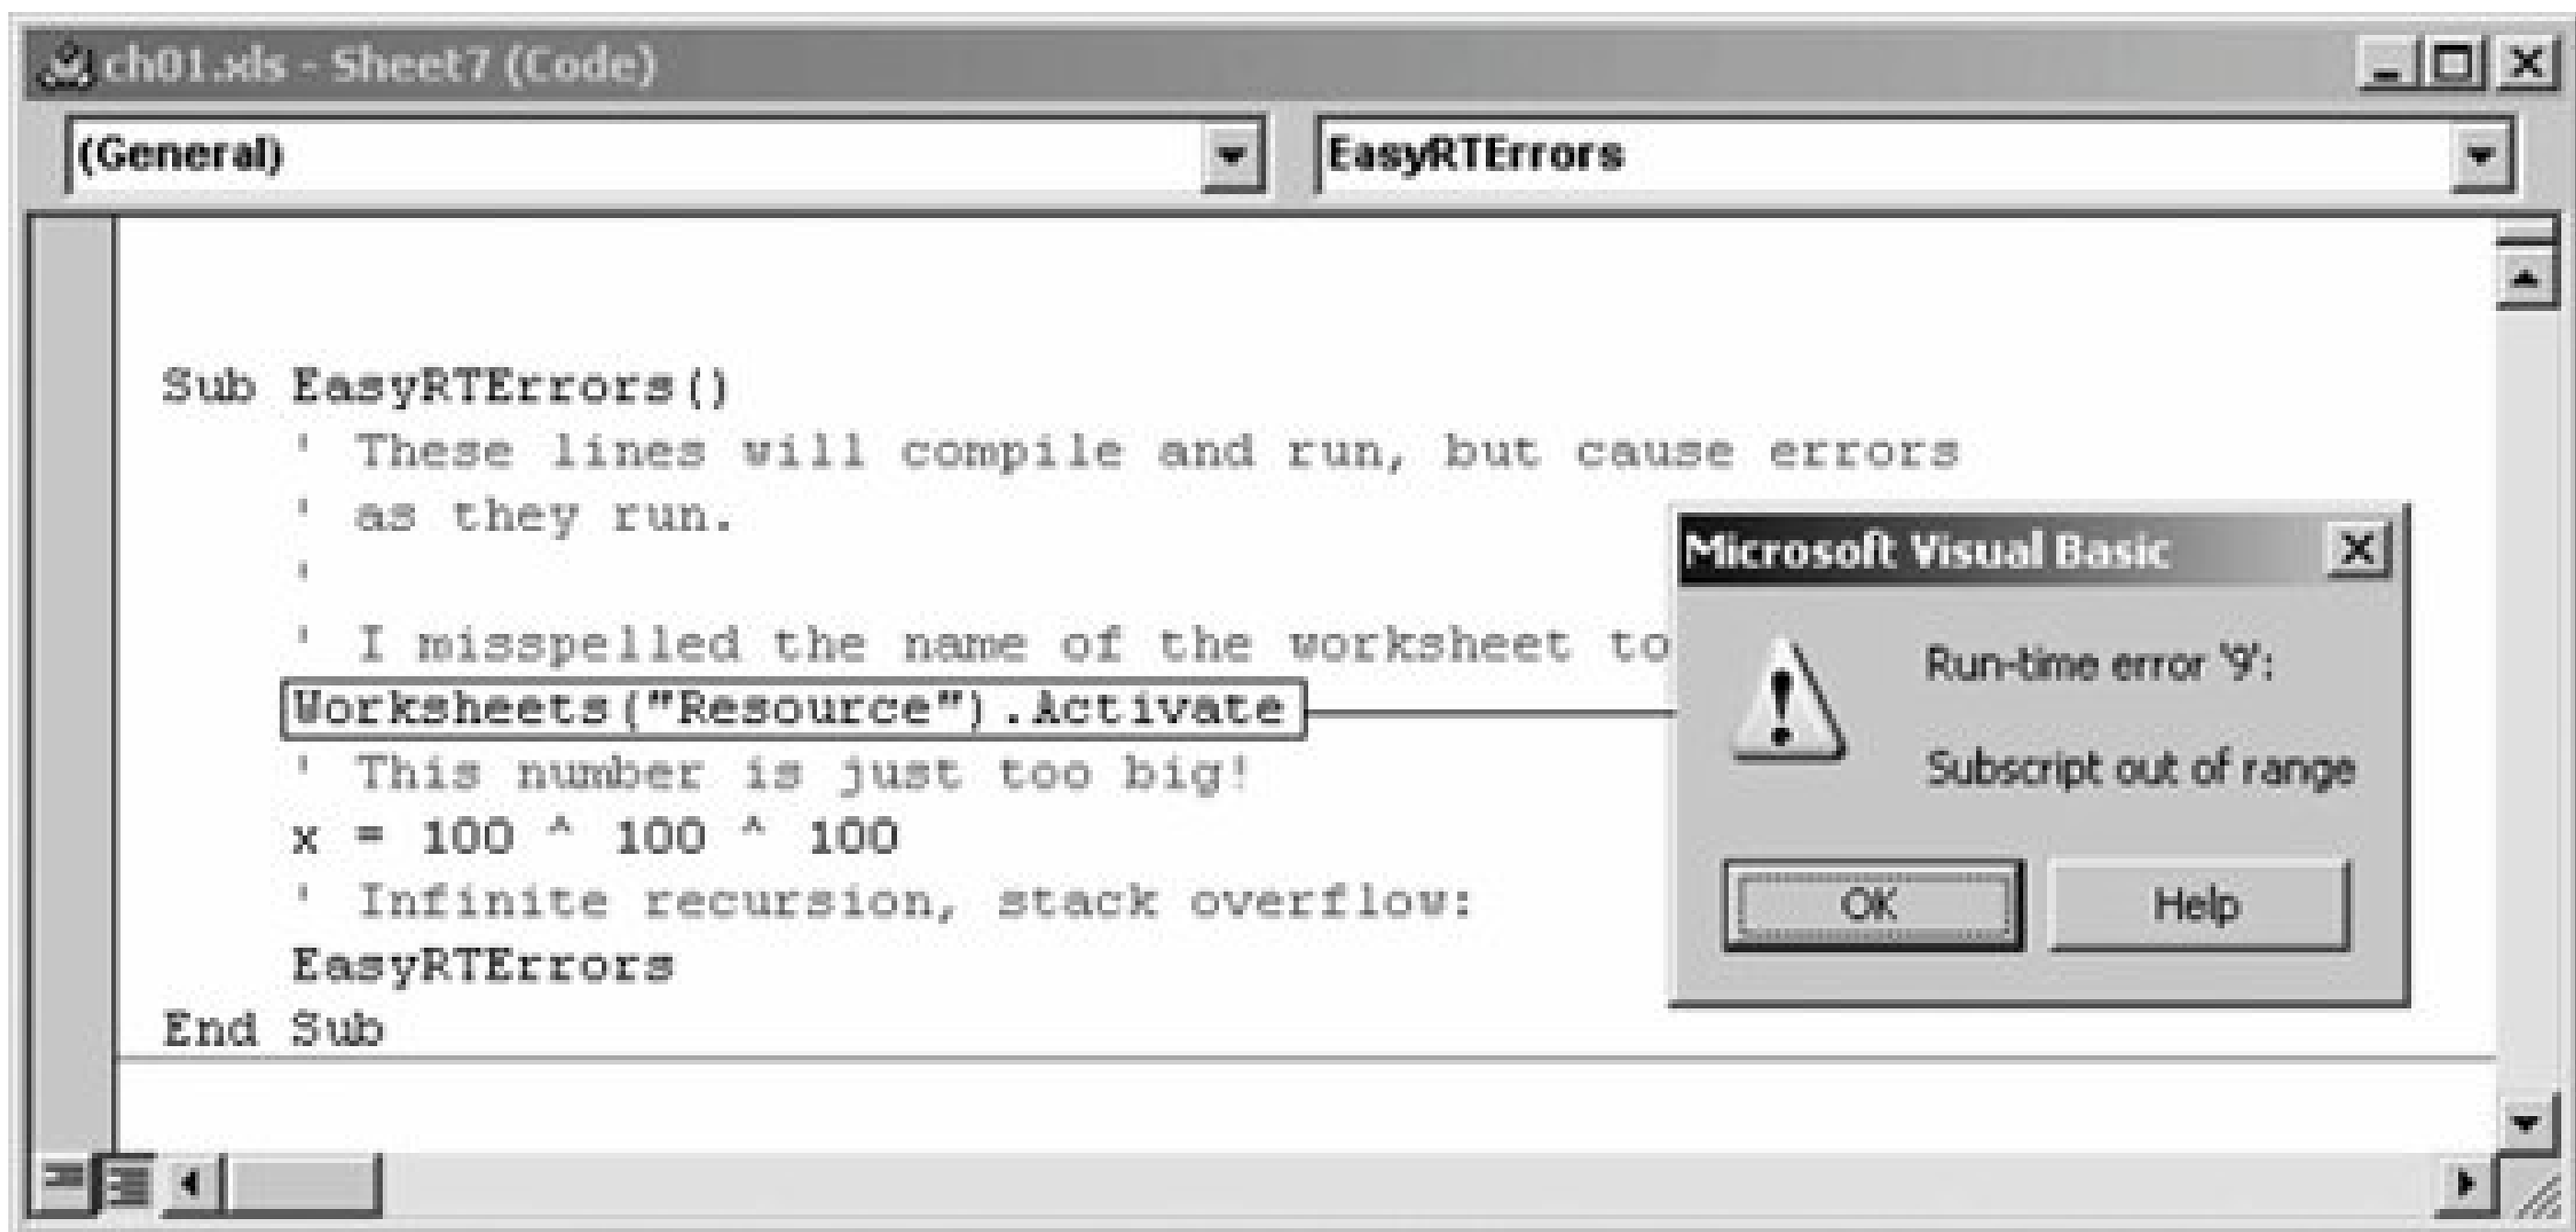 ch01.xls - Sheet7 (Code)
(General)
EasyRTErrors
Sub EasyRTErrors()
' These lines will compile and run, but cause errors
' as they run.
'
' I misspelled the name of the worksheet to
Worksheets("Resource").Activate
' This number is just too big!
x = 100 ^ 100 ^ 100
' Infinite recursion, stack overflow:
EasyRTErrors
End Sub
Microsoft Visual Basic
Run-time error '9':
Subscript out of range
OK
Help